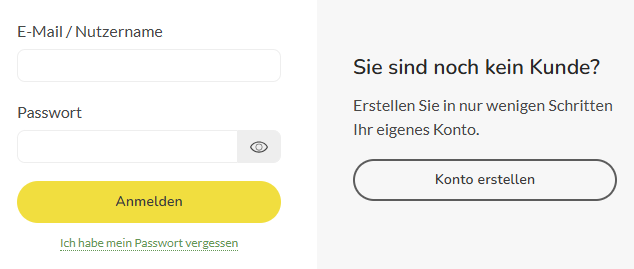 E-Mail / Nutzername
Passwort
Anmelden
Ich habe mein Passwort vergessen
Sie sind noch kein Kunde?
Erstellen Sie in nur wenigen Schritten
Ihr eigenes Konto.
Konto erstellen